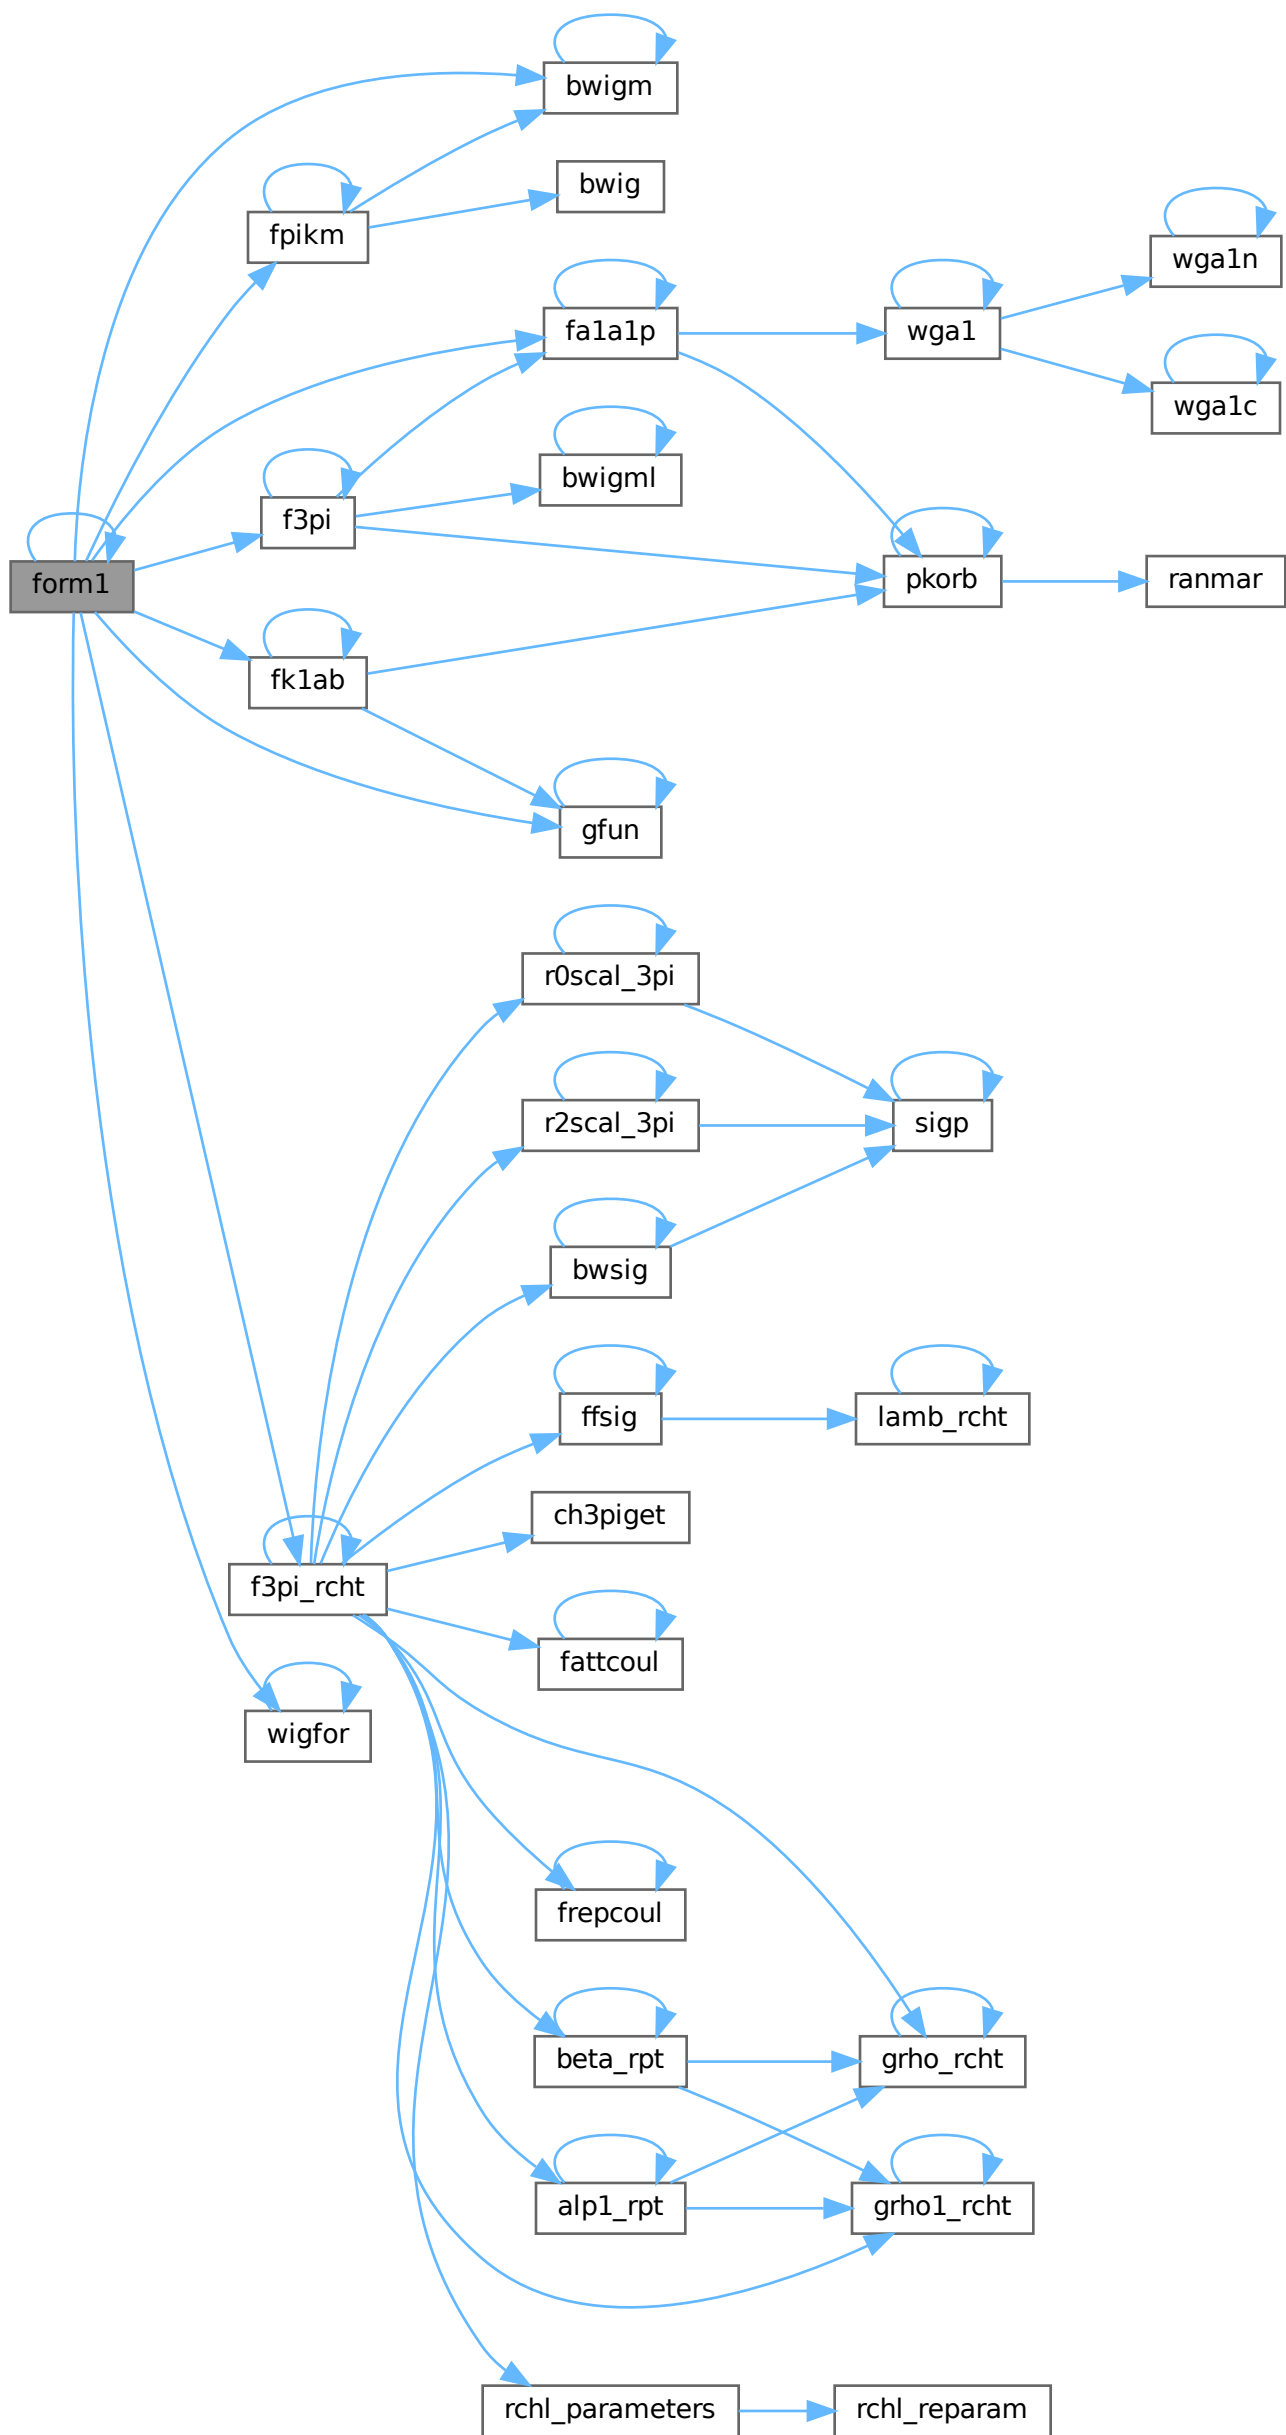 bwigm
bwig
fpikm
wga1n
fa1a1p
wga1
wga1c
bwigml
f3pi
form1
pkorb
ranmar
fk1ab
gfun
r0scal_3pi
r2scal_3pi
sigp
bwsig
ffsig
lamb_rcht
ch3piget
f3pi_rcht
fattcoul
wigfor
frepcoul
beta_rpt
grho_rcht
alp1_rpt
grho1_rcht
rchl_parameters
rchl_reparam